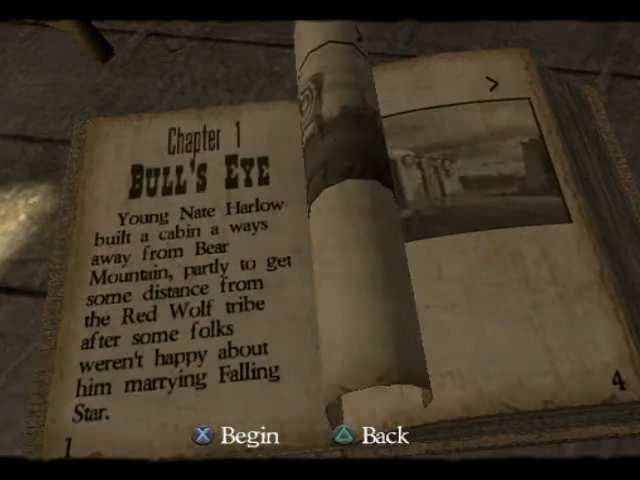 Chapter 1
BULL'S EYE
Young Nate Harlow
built a cabin a ways
away from Bear
Mountain, partly to get
some distance from
the Red Wolf tribe
after some folks
weren't happy about
him marrying Falling
Star.
1
>
4
X Begin
Back